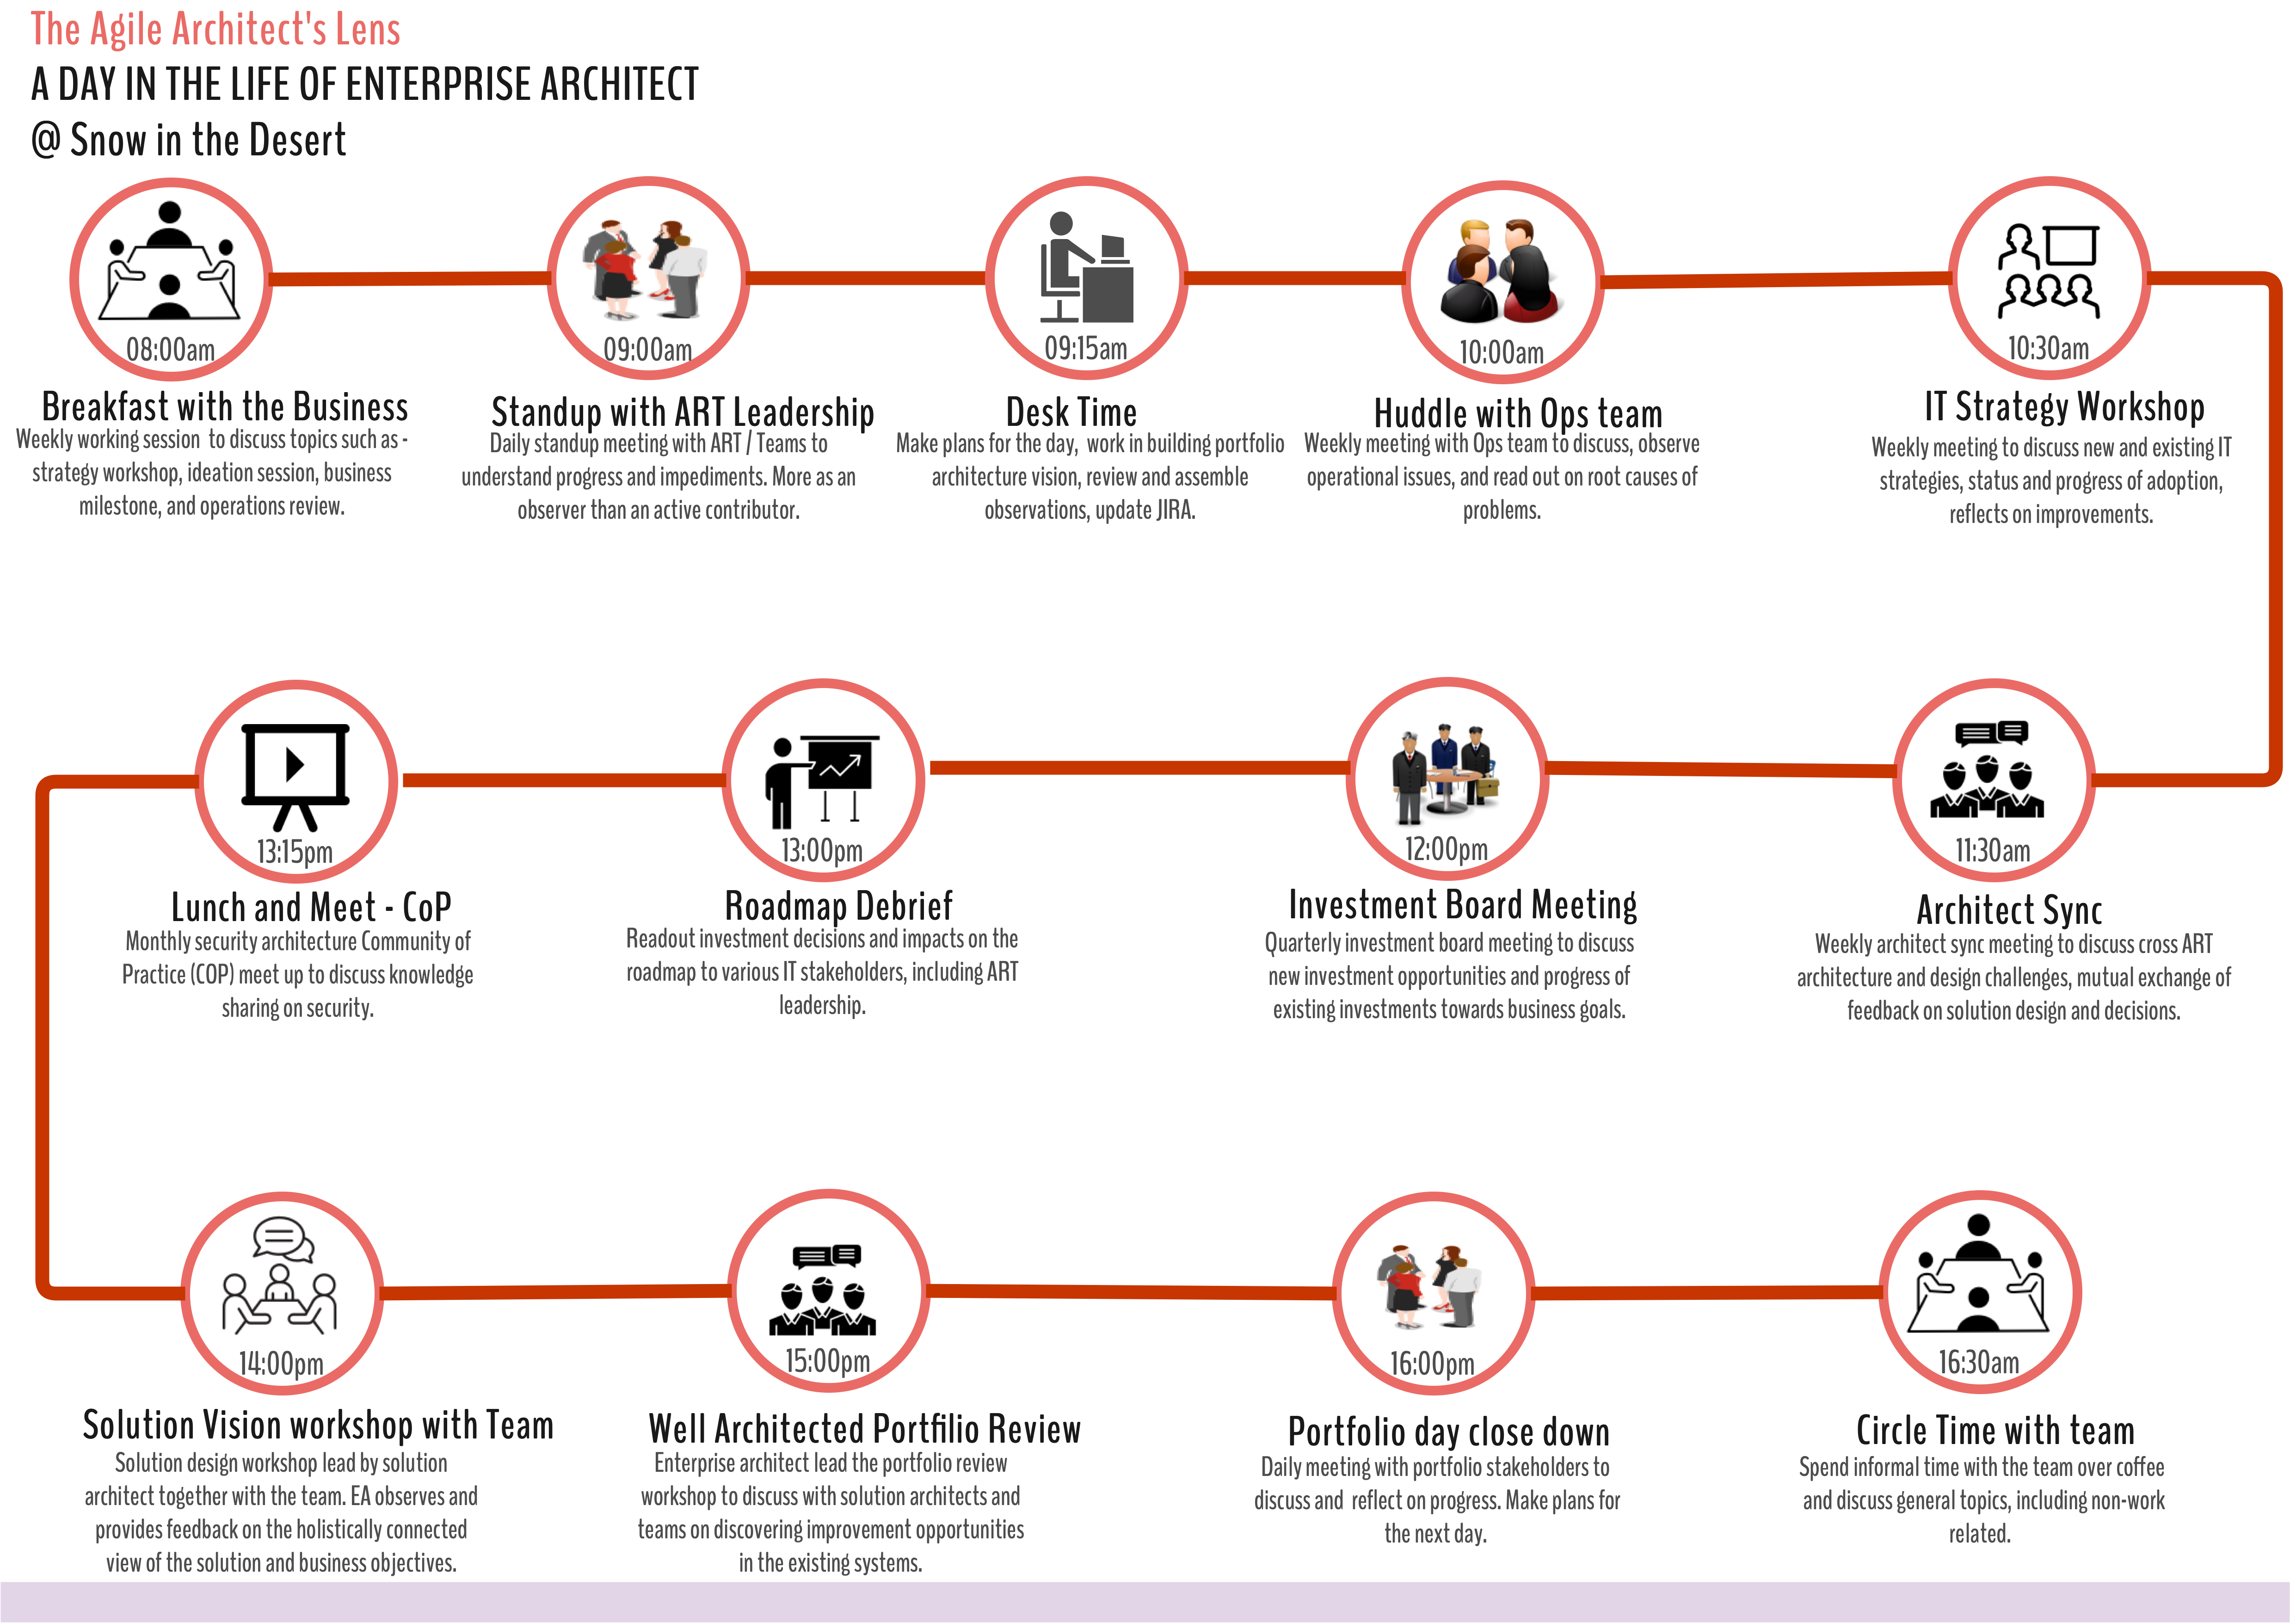 The Agile Architect's Lens
A DAY IN THE LIFE OF ENTERPRISE ARCHITECT
@ Snow in the Desert
08:00am
Breakfast with the Business
Weekly working session to discuss topics such as -
strategy workshop, ideation session, business
milestone, and operations review.
09:00am
Standup with ART Leadership
Daily standup meeting with ART / Teams to
understand progress and impediments. More as an
observer than an active contributor.
09:15am
Desk Time
Make plans for the day, work in building portfolio
architecture vision, review and assemble
observations, update JIRA.
10:00am
Huddle with Ops team
Weekly meeting with Ops team to discuss, observe
operational issues, and read out on root causes of
problems.
10:30am
IT Strategy Workshop
Weekly meeting to discuss new and existing IT
strategies, status and progress of adoption,
reflects on improvements.
11:30am
Architect Sync
Weekly architect sync meeting to discuss cross ART
architecture and design challenges, mutual exchange of
feedback on solution design and decisions.
12:00pm
Investment Board Meeting
Quarterly investment board meeting to discuss
new investment opportunities and progress of
existing investments towards business goals.
13:00pm
Roadmap Debrief
Readout investment decisions and impacts on the
roadmap to various IT stakeholders, including ART
leadership.
13:15pm
Lunch and Meet - CoP
Monthly security architecture Community of
Practice (COP) meet up to discuss knowledge
sharing on security.
14:00pm
Solution Vision workshop with Team
Solution design workshop lead by solution
architect together with the team. EA observes and
provides feedback on the holistically connected
view of the solution and business objectives.
15:00pm
Well Architected Portfilio Review
Enterprise architect lead the portfolio review
workshop to discuss with solution architects and
teams on discovering improvement opportunities
in the existing systems.
16:00pm
Portfolio day close down
Daily meeting with portfolio stakeholders to
discuss and reflect on progress. Make plans for
the next day.
16:30am
Circle Time with team
Spend informal time with the team over coffee
and discuss general topics, including non-work
related.